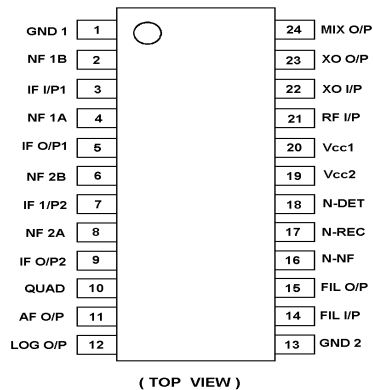 GND 1 1 24 MIX O/P
NF 1B 2 23 XO O/P
IF I/P1 3 22 XO I/P
NF 1A 4 21 RF I/P
IF O/P1 5 20 Vcc1
NF 2B 6 19 Vcc2
IF 1/P2 7 18 N-DET
NF 2A 8 17 N-REC
IF O/P2 9 16 N-NF
QUAD 10 15 FIL O/P
AF O/P 11 14 FIL I/P
LOG O/P 12 13 GND 2
( TOP VIEW )